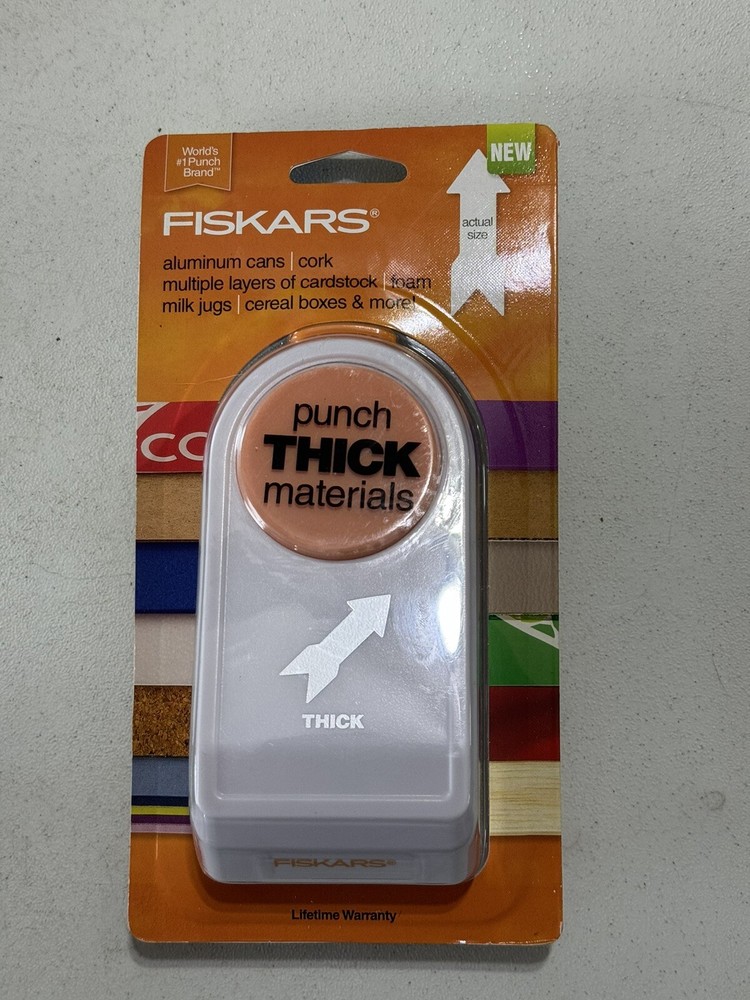 World's
#1 Punch
Brand™
NEW
FISKARS®
actual
size
aluminum cans | cork
multiple layers of cardstock | foam
milk jugs | cereal boxes & more!
CO
punch
THICK
materials
THICK
FISKARS®
Lifetime Warranty